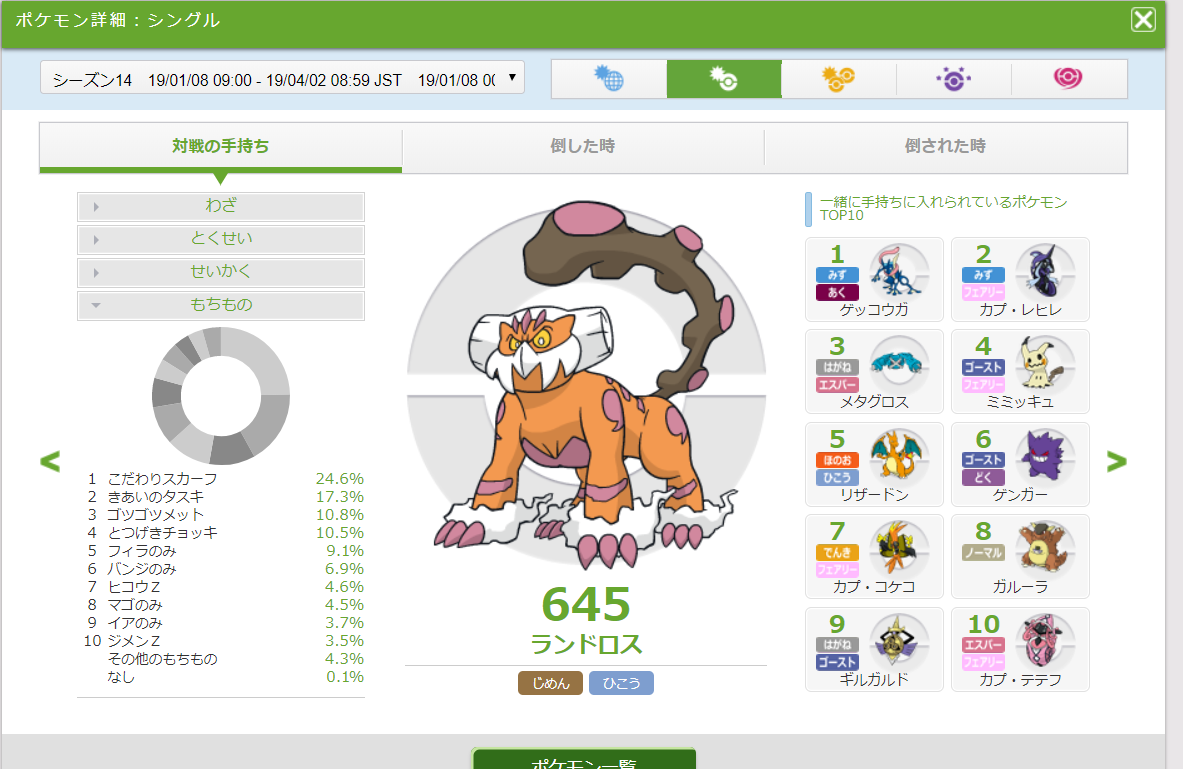 ポケモン詳細：シングル
シーズン14　19/01/08 09:00 - 19/04/02 08:59 JST　19/01/08
対戦の手持ち
倒した時
倒された時
わざ
とくせい
せいかく
もちもの
1 こだわりスカーフ 24.6%
2 きあいのタスキ 17.3%
3 ゴツゴツメット 10.8%
4 とつげきチョッキ 10.5%
5 フィラのみ 9.1%
6 バンジのみ 6.9%
7 ヒコウZ 4.6%
8 マゴのみ 4.5%
9 イアのみ 3.7%
10 ジメンZ 3.5%
その他のもちもの 4.3%
なし 0.1%
<
645
ランドロス
じめん ひこう
一緒に手持ちに入れられているポケモン
TOP10
1
みず
あく
ゲッコウガ
2
みず
フェアリー
カプ・レヒレ
3
はがね
エスパー
メタグロス
4
ゴースト
フェアリー
ミミッキュ
5
ほのお
ひこう
リザードン
6
ゴースト
どく
ゲンガー
7
でんき
フェアリー
カプ・コケコ
8
ノーマル
ガルーラ
9
はがね
ゴースト
ギルガルド
10
エスパー
フェアリー
カプ・テテフ
>
ポケモン一覧